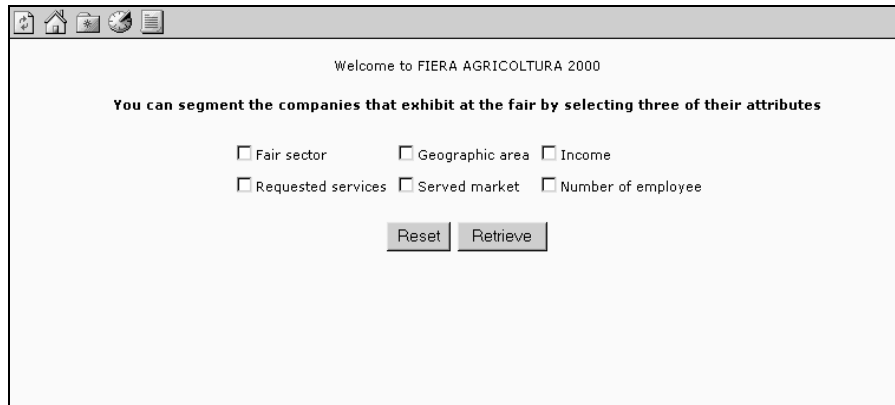 Welcome to FIERA AGRICOLTURA 2000
You can segment the companies that exhibit at the fair by selecting three of their attributes
Fair sector Geographic area Income
Requested services Served market Number of employee
Reset Retrieve